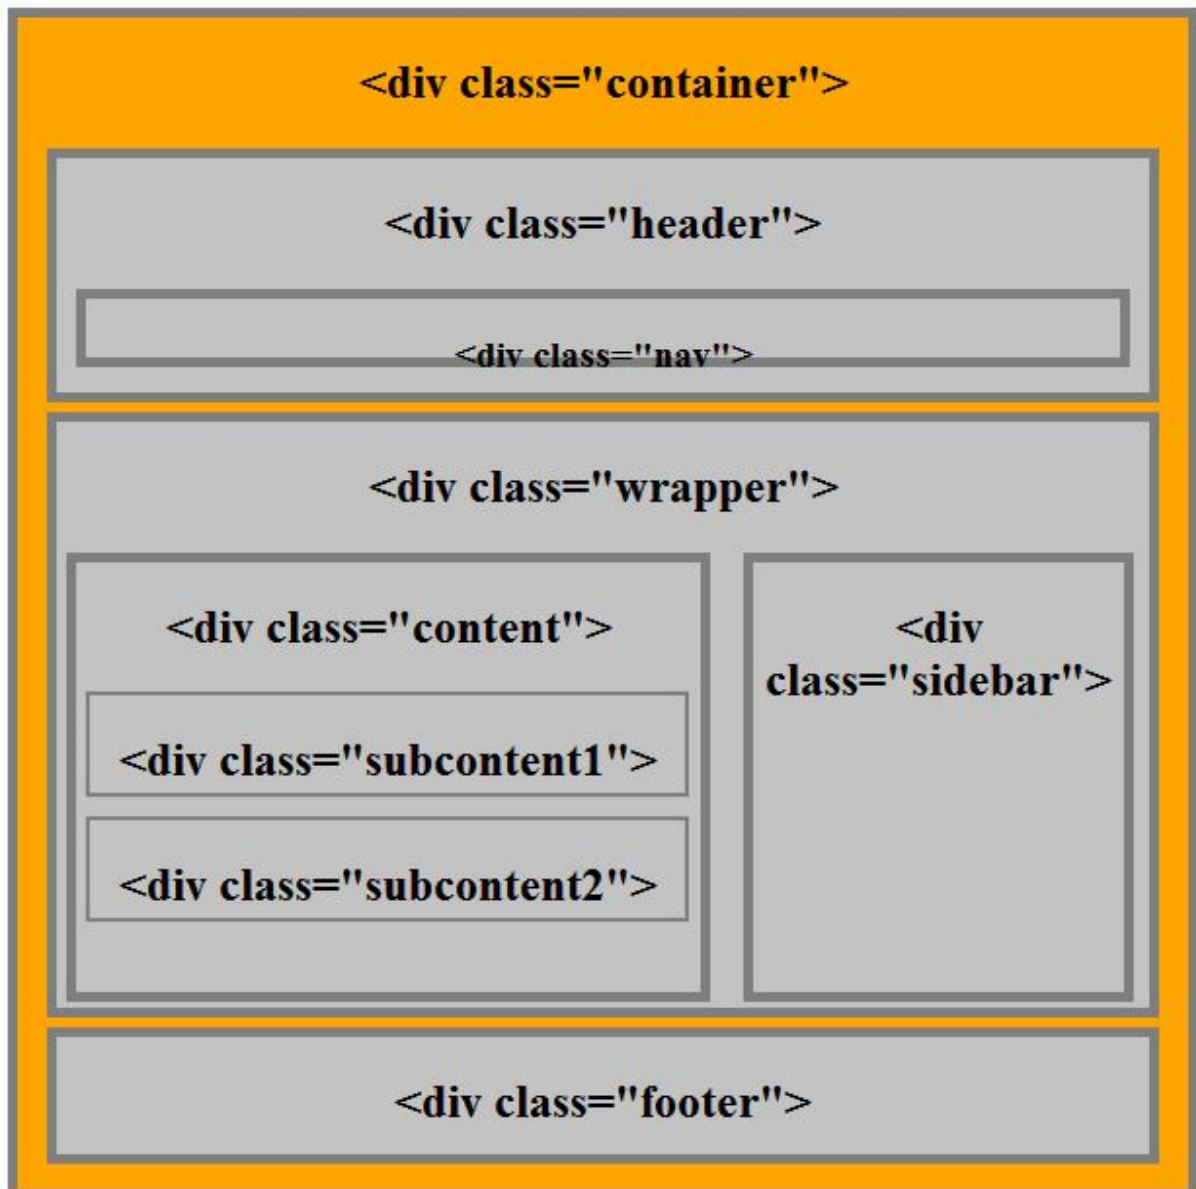 <div class="container">
<div class="header">
<div class="nav">
<div class="wrapper">
<div class="content">
<div class="subcontent1">
<div class="subcontent2">
<div
class="sidebar">
<div class="footer">